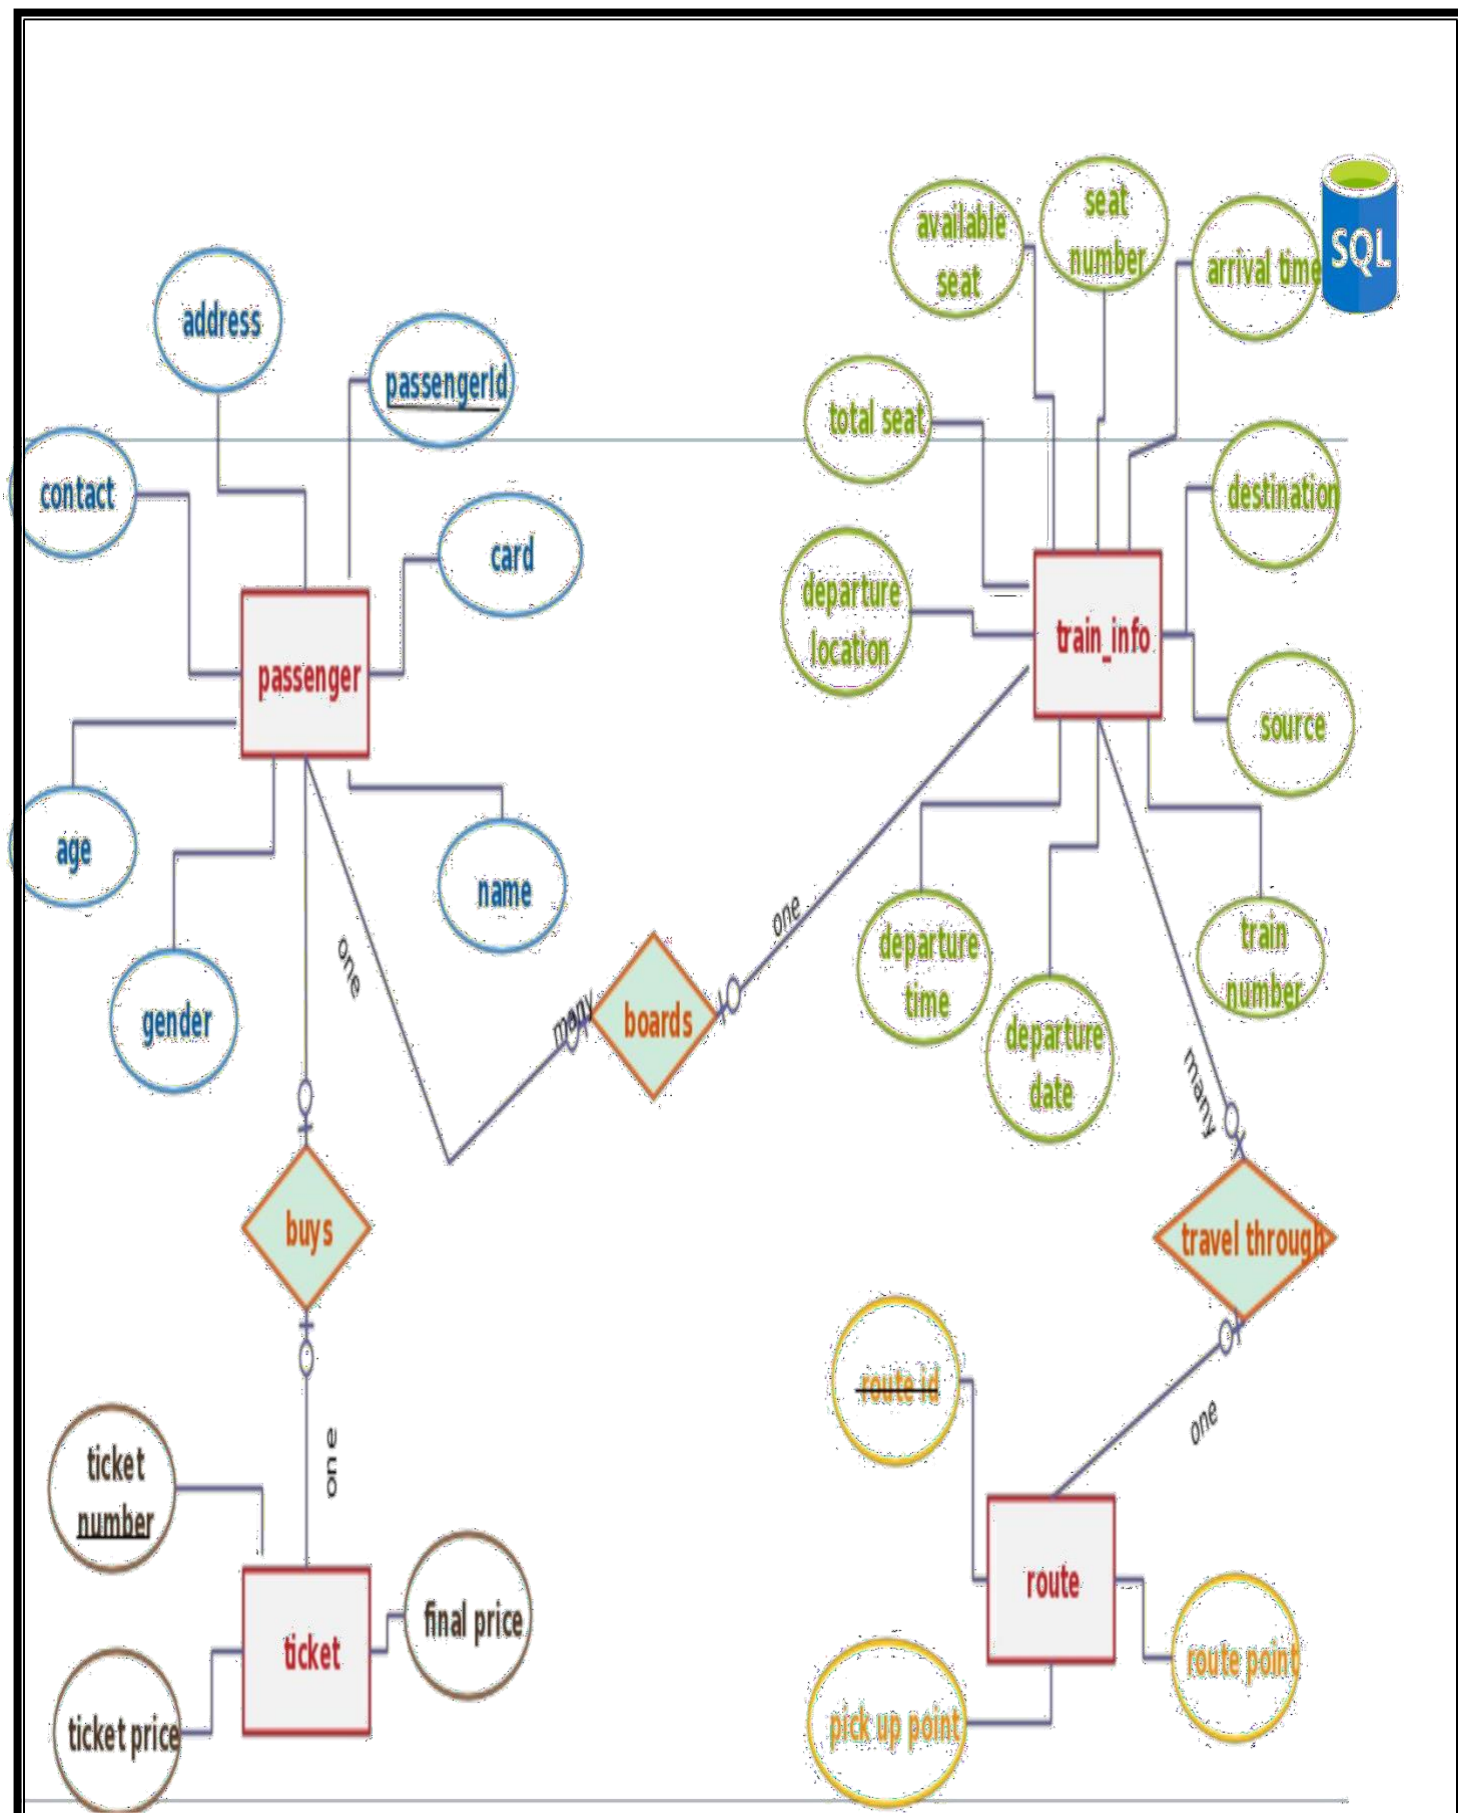 seat
number
available
seat
arrival time
SQL
address
passengerId
total seat
contact
destination
card
departure
location
train_info
passenger
source
age
name
one
departure
time
train
number
one
many
boards
gender
departure
date
many
buys
travel through
route id
one
one
ticket
number
final price
route
ticket
route point
ticket price
pick up point